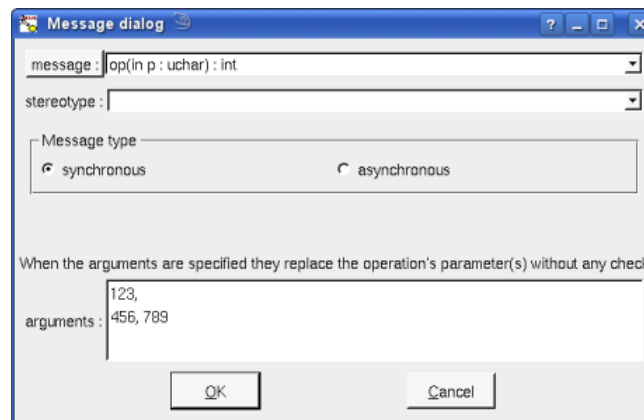 Message dialog
message : op(in p : uchar) : int
stereotype :
Message type
synchronous asynchronous
When the arguments are specified they replace the operation's parameter(s) without any check
123,
arguments : 456, 789
OK Cancel